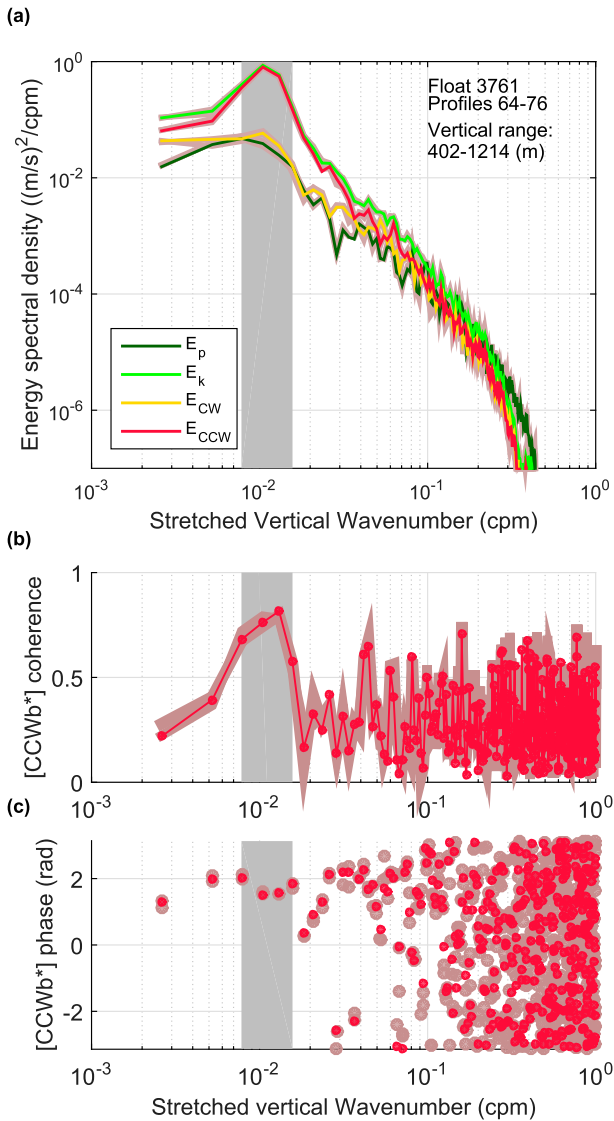 (a)
10^0
10^-2
10^-4
10^-6
Energy spectral density ((m/s)^2/cpm)
Float 3761
Profiles 64-76
Vertical range:
402-1214 (m)
E_p
E_k
E_CW
E_CCW
10^-3
10^-2
10^-1
10^0
Stretched Vertical Wavenumber (cpm)
(b)
1
0.5
0
[CCWb*] coherence
10^-3
10^-2
10^-1
10^0
(c)
2
0
-2
[CCWb*] phase (rad)
10^-3
10^-2
10^-1
10^0
Stretched vertical Wavenumber (cpm)